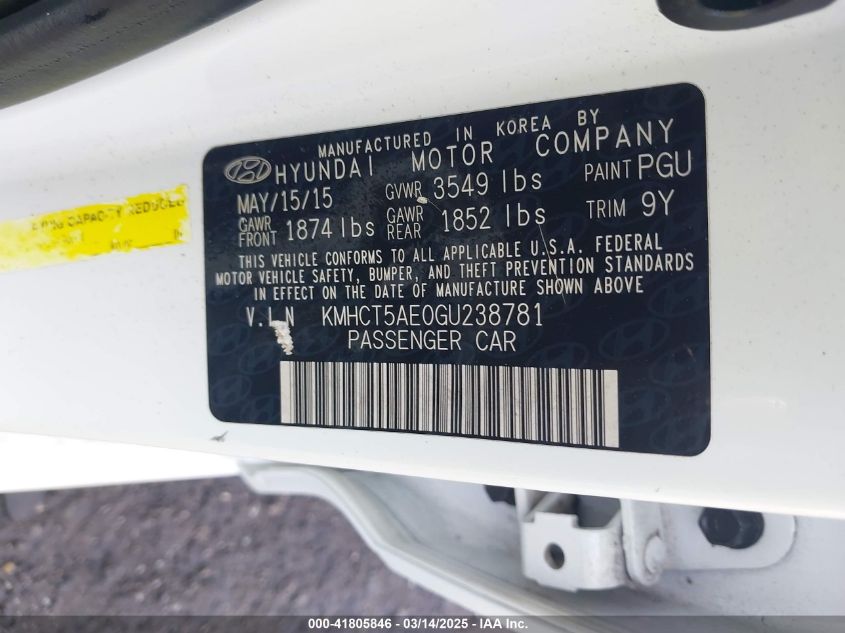 MANUFACTURED IN KOREA BY
HYUNDAI MOTOR COMPANY
MAY/15/15 GVWR 3549 lbs PAINT PGU
GAWR FRONT 1874 lbs GAWR REAR 1852 lbs TRIM 9Y
THIS VEHICLE CONFORMS TO ALL APPLICABLE U.S.A. FEDERAL
MOTOR VEHICLE SAFETY, BUMPER, AND THEFT PREVENTION STANDARDS
IN EFFECT ON THE DATE OF MANUFACTURE SHOWN ABOVE
V.I.N KMHCT5AE0GU238781
PASSENGER CAR
CAPACITY REDUCED
000-41805846 - 03/14/2025 - IAA Inc.